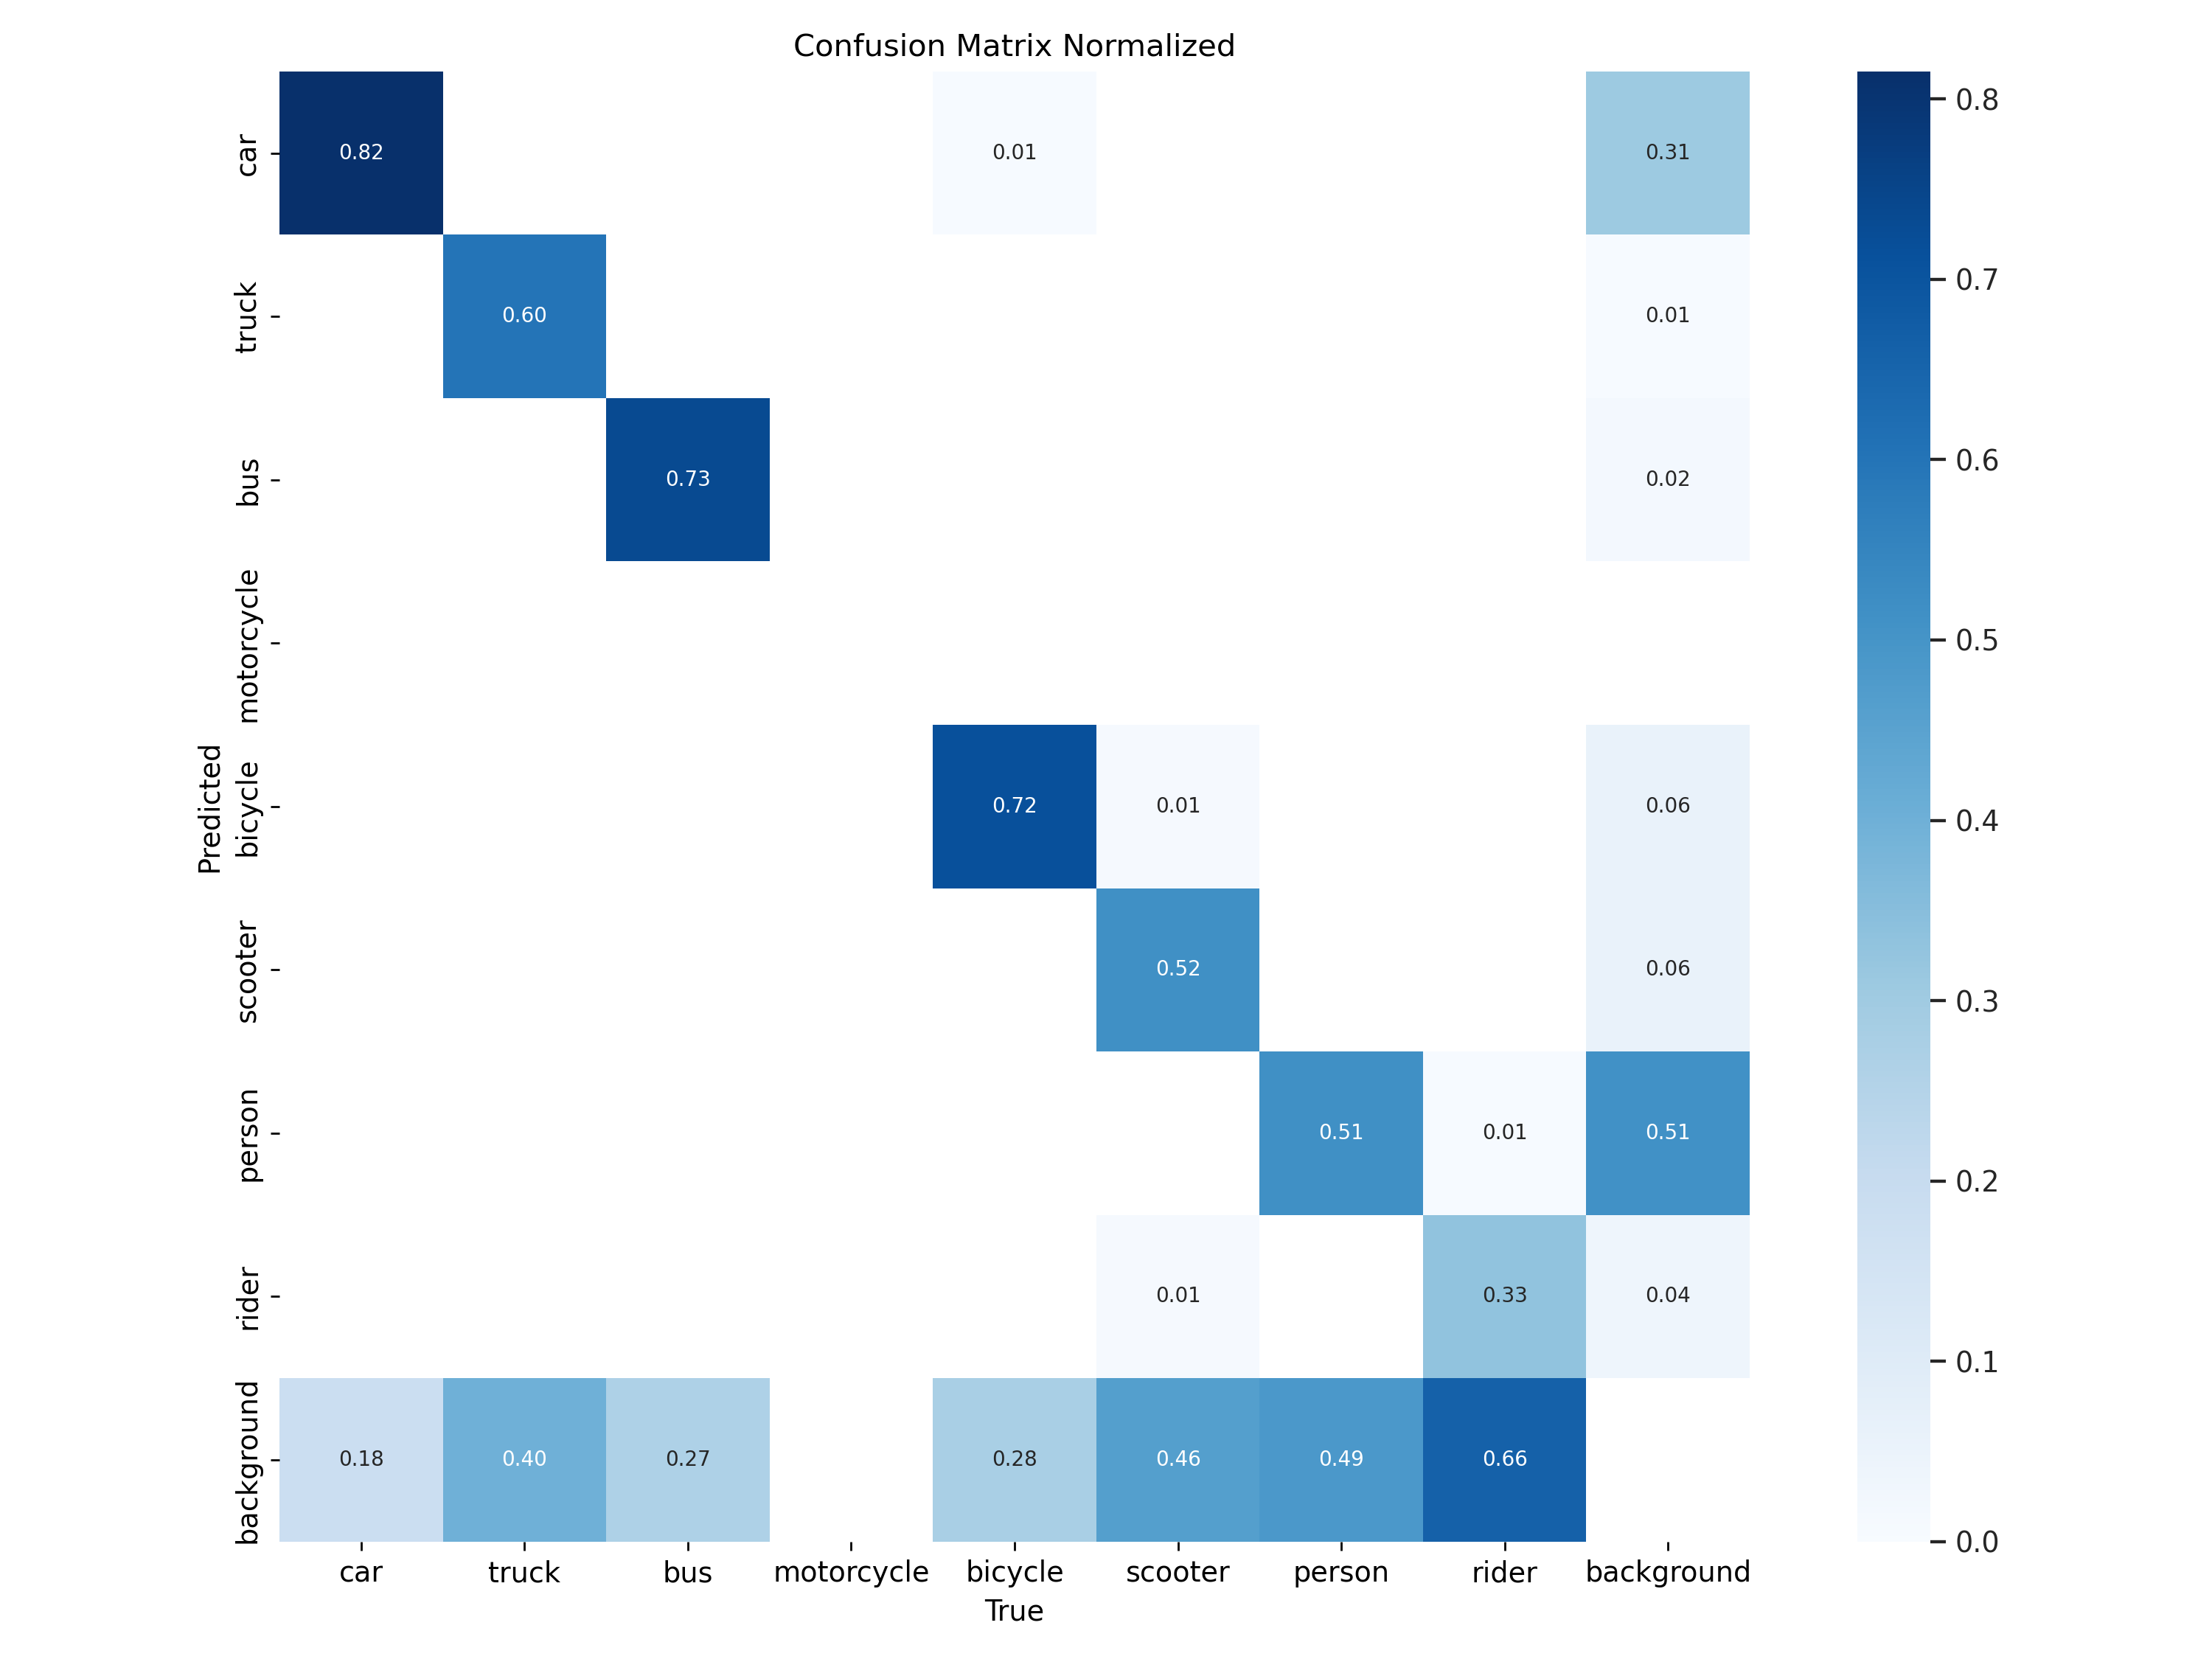 Confusion Matrix Normalized
car
0.82
0.01
0.31
0.8
truck
0.60
0.01
0.7
bus
0.73
0.02
0.6
motorcycle
0.5
Predicted
bicycle
0.72
0.01
0.06
0.4
scooter
0.52
0.06
0.3
person
0.51
0.01
0.51
0.2
rider
0.01
0.33
0.04
0.1
background
0.18
0.40
0.27
0.28
0.46
0.49
0.66
0.0
car truck bus motorcycle bicycle scooter person rider background
True